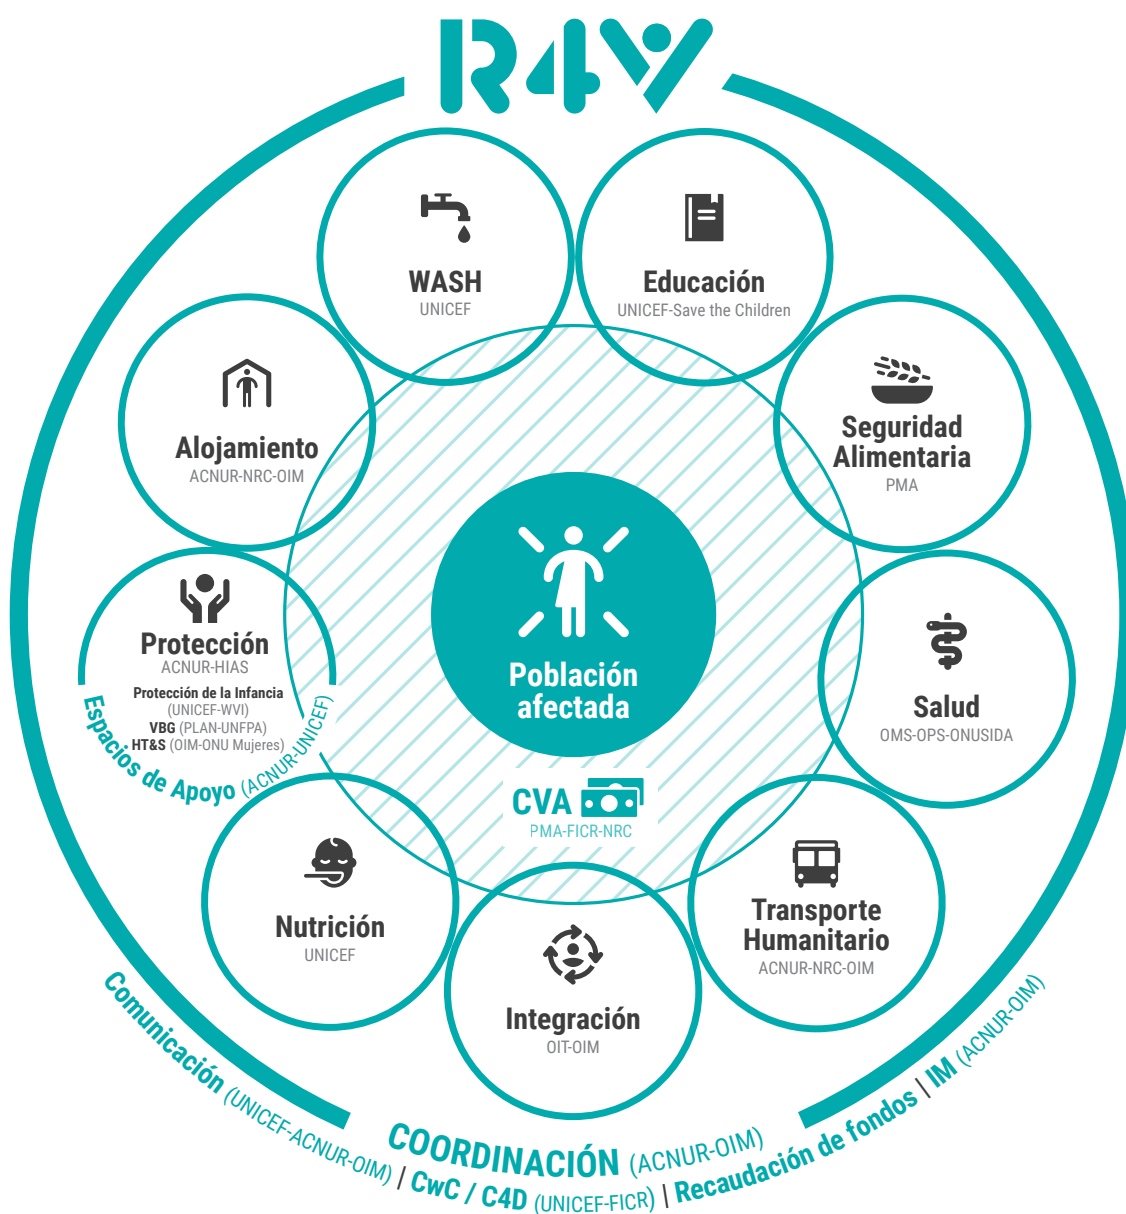 R4V
WASH
UNICEF
Educación
UNICEF-Save the Children
Alojamiento
ACNUR-NRC-OIM
Seguridad
Alimentaria
PMA
Protección
ACNUR-HIAS
Protección de la Infancia
(UNICEF-WVI)
VBG (PLAN-UNFPA)
HT&S (OIM-ONU Mujeres)
Espacios de Apoyo (ACNUR-UNICEF)
Población
afectada
Salud
OMS-OPS-ONUSIDA
CVA
PMA-FICR-NRC
Nutrición
UNICEF
Transporte
Humanitario
ACNUR-NRC-OIM
Integración
OIT-OIM
COORDINACIÓN (ACNUR-OIM)
Comunicación (UNICEF-ACNUR-OIM) | CwC / C4D (UNICEF-FICR) | Recaudación de fondos | IM (ACNUR-OIM)